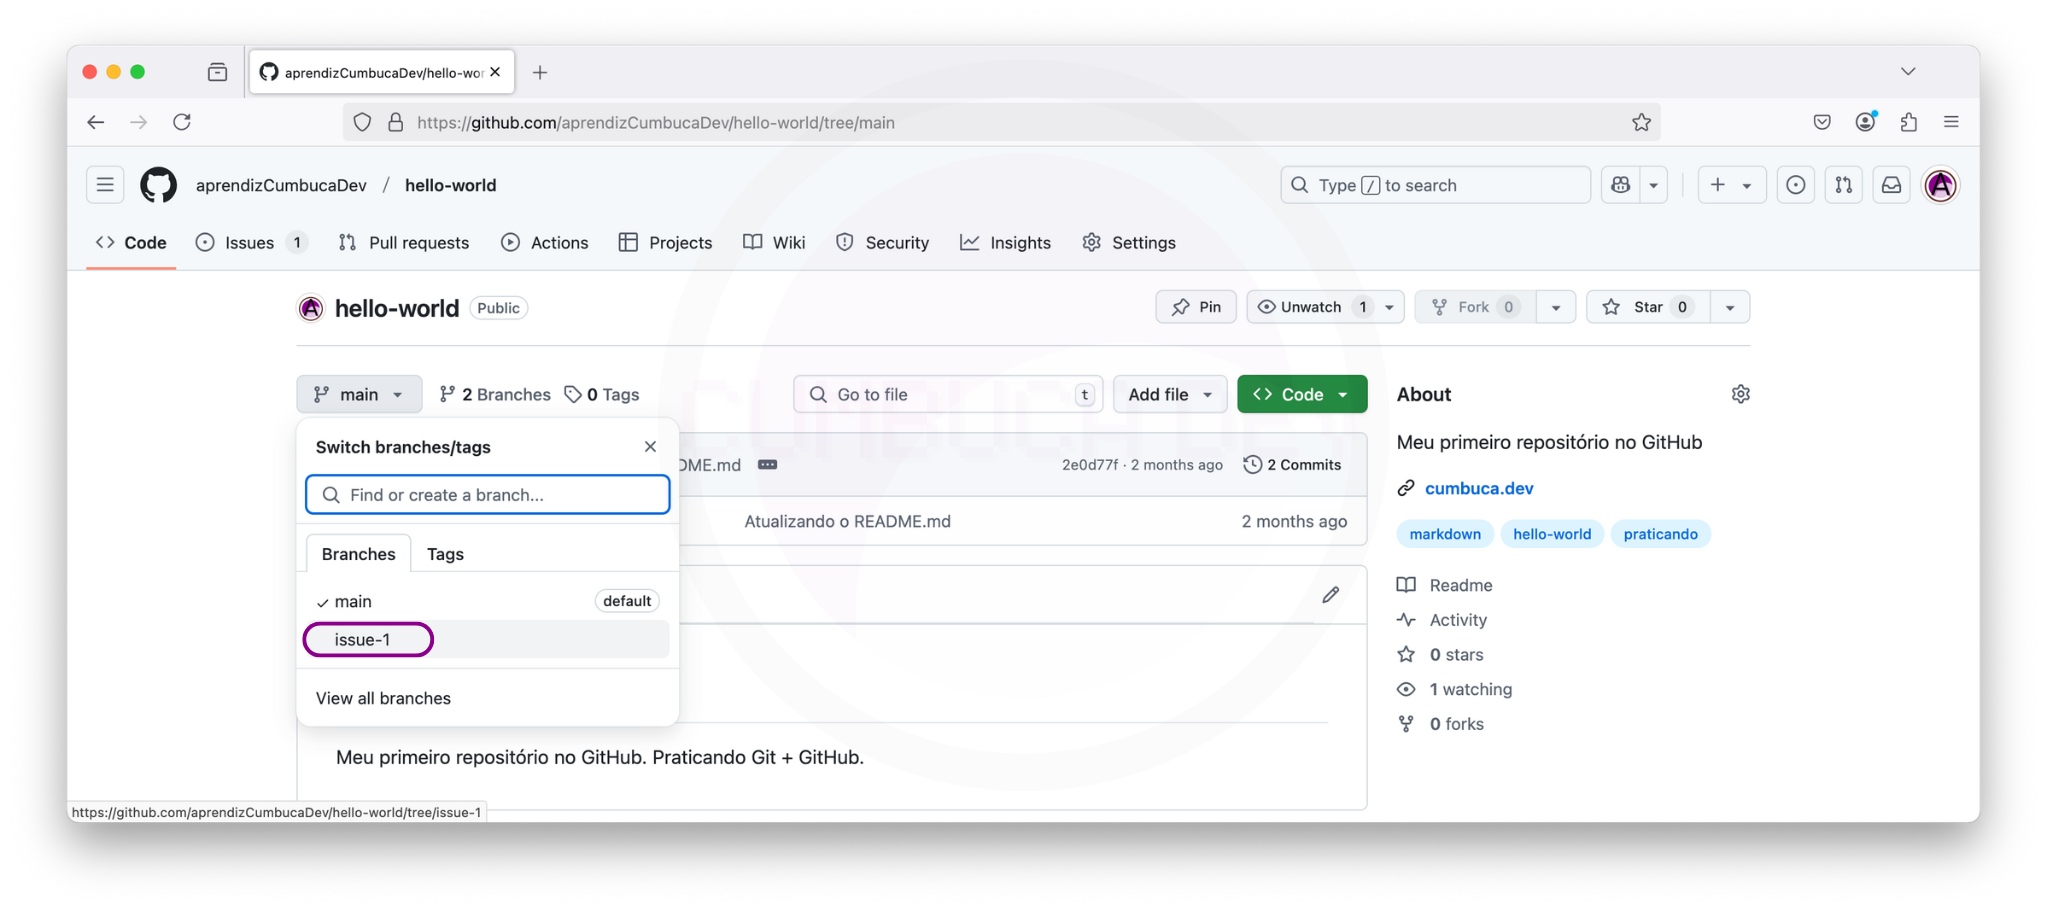 aprendizCumbucaDev/hello-wor
https://github.com/aprendizCumbucaDev/hello-world/tree/main
aprendizCumbucaDev / hello-world
Type / to search
Code Issues 1 Pull requests Actions Projects Wiki Security Insights Settings
hello-world Public
Pin Unwatch 1 Fork 0 Star 0
main 2 Branches 0 Tags
Go to file t Add file Code
Switch branches/tags
Find or create a branch...
Branches Tags
main default
issue-1
View all branches
OME.md 2e0d77f · 2 months ago 2 Commits
Atualizando o README.md 2 months ago
Meu primeiro repositório no GitHub. Praticando Git + GitHub.
About
Meu primeiro repositório no GitHub
cumbuca.dev
markdown hello-world praticando
Readme
Activity
0 stars
1 watching
0 forks
https://github.com/aprendizCumbucaDev/hello-world/tree/issue-1
CUMBUCA DEV